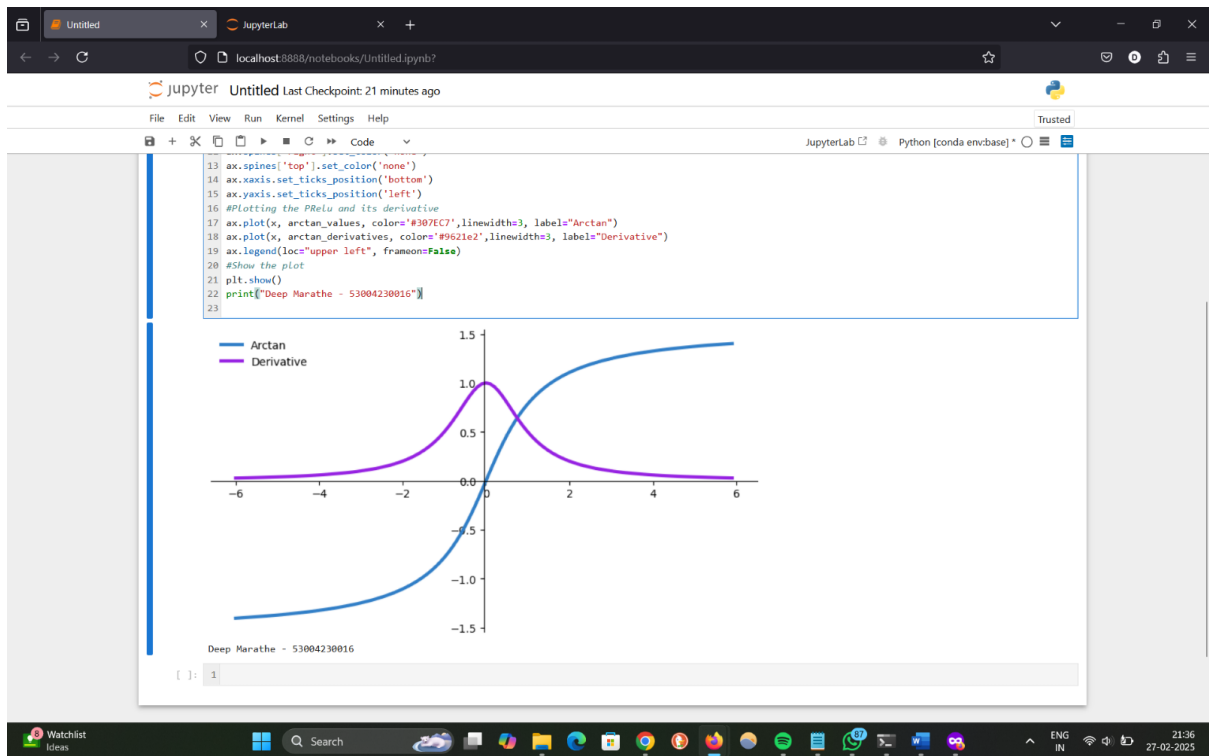 Untitled
JupyterLab
localhost:8888/notebooks/Untitled.ipynb?
jupyter Untitled Last Checkpoint: 21 minutes ago
File Edit View Run Kernel Settings Help
Trusted
Code
JupyterLab
Python [conda env:base] *
13 ax.spines['top'].set_color('none')
14 ax.xaxis.set_ticks_position('bottom')
15 ax.yaxis.set_ticks_position('left')
16 #Plotting the PRelu and its derivative
17 ax.plot(x, arctan_values, color='#307EC7',linewidth=3, label="Arctan")
18 ax.plot(x, arctan_derivatives, color='#9621e2',linewidth=3, label="Derivative")
19 ax.legend(loc="upper left", frameon=False)
20 #Show the plot
21 plt.show()
22 print("Deep Marathe - 53004230016")
23
Arctan
Derivative
1.5
1.0
0.5
0.0
−6 −4 −2 0 2 4 6
−0.5
−1.0
−1.5
Deep Marathe - 53004230016
[ ]: 1
8
Watchlist
Ideas
Search
87
ENG
IN
21:36
27-02-2025